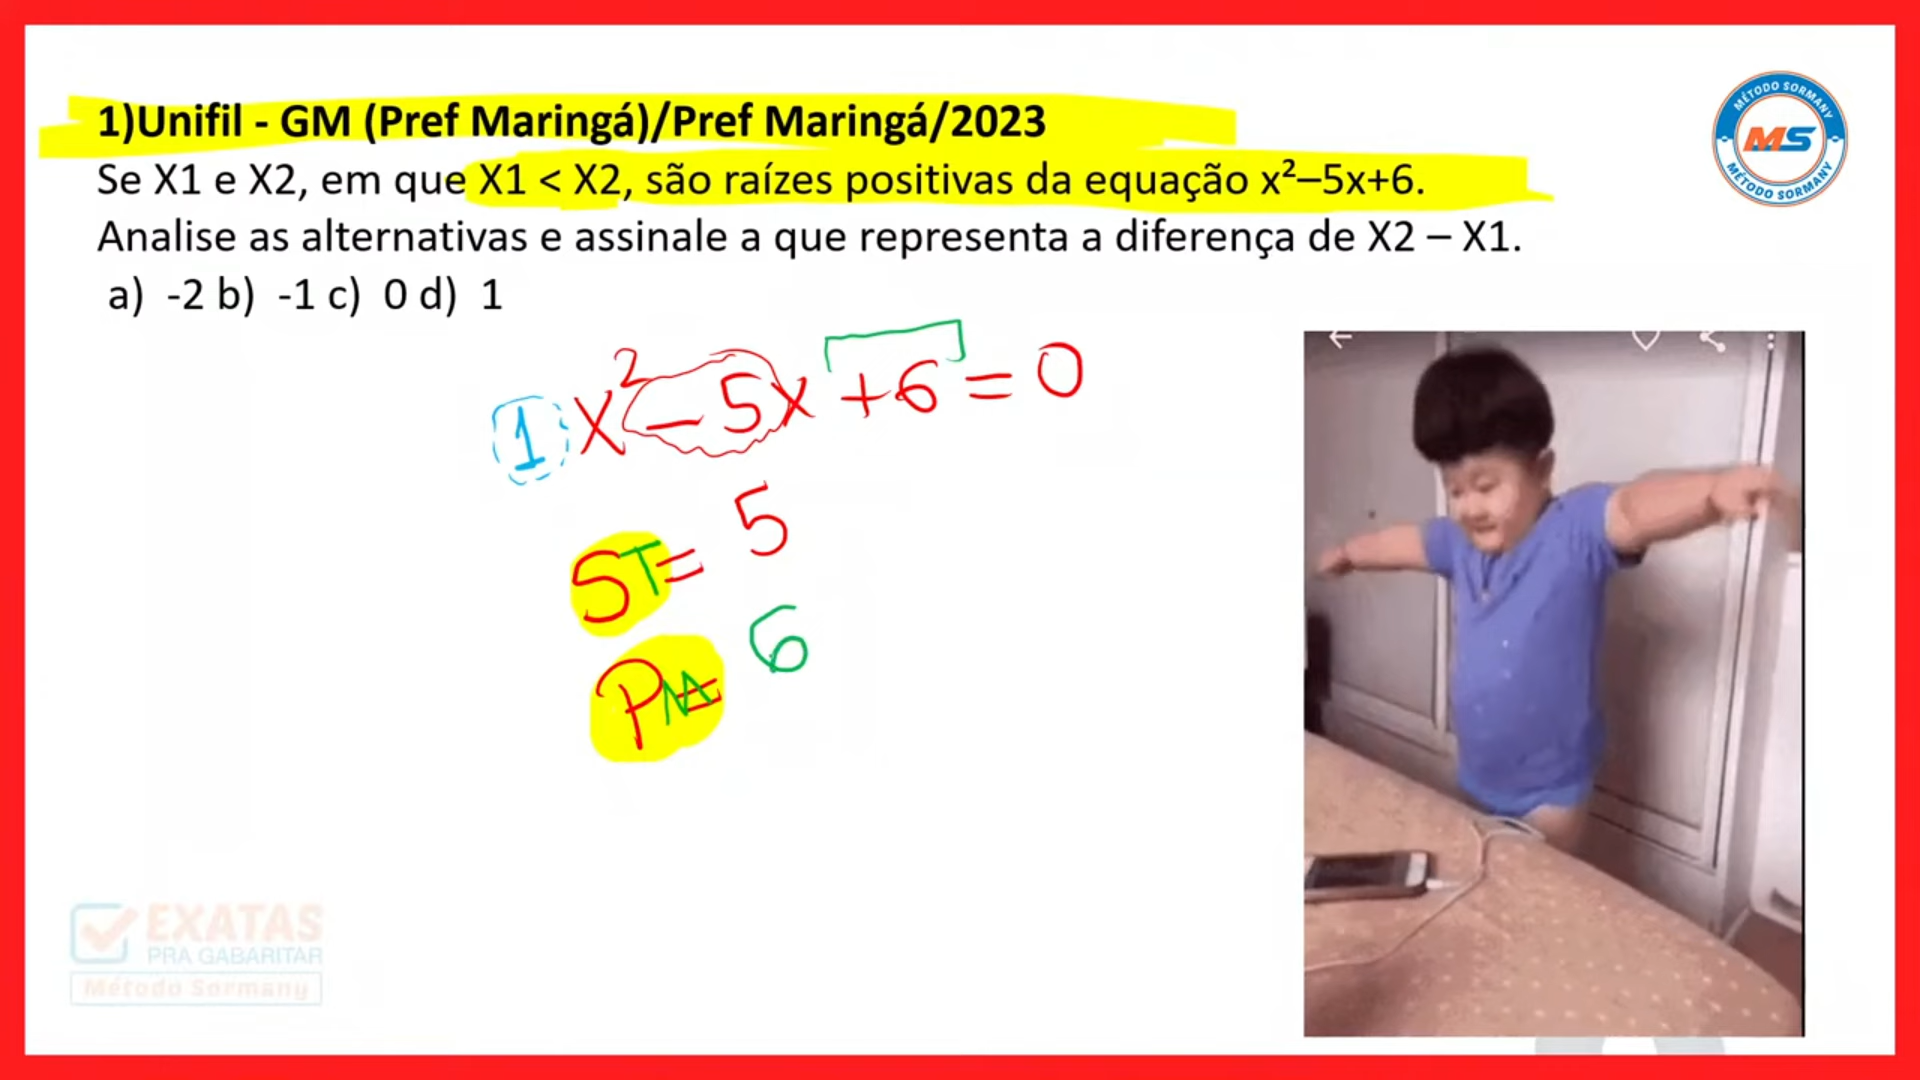 1)Unifil - GM (Pref Maringá)/Pref Maringá/2023
Se X1 e X2, em que X1 < X2, são raízes positivas da equação x²–5x+6.
Analise as alternativas e assinale a que representa a diferença de X2 – X1.
a) -2 b) -1 c) 0 d) 1
MÉTODO SORMANY
MS
MÉTODO SORMANY
1x² - 5x + 6 = 0
ST = 5
PM = 6
EXATAS
PRA GABARITAR
Método Sormany